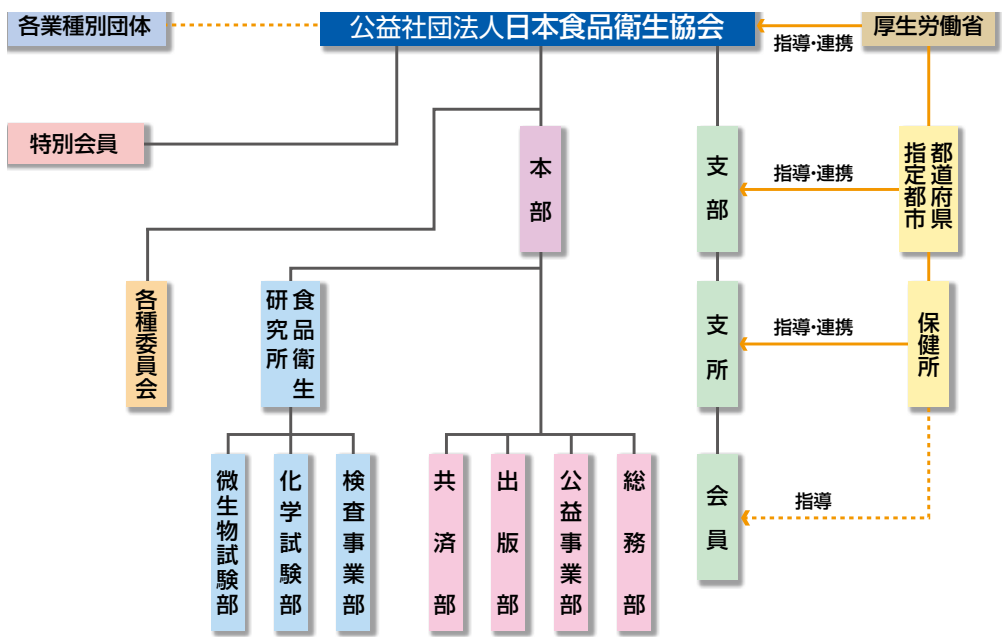 各業種別団体
公益社団法人日本食品衛生協会
厚生労働省
指導・連携
特別会員
本部
支部
指導・連携
都道府県
指定都市
各種委員会
食品衛生
研究所
支所
指導・連携
保健所
微生物試験部
化学試験部
検査事業部
共済部
出版部
公益事業部
総務部
会員
指導